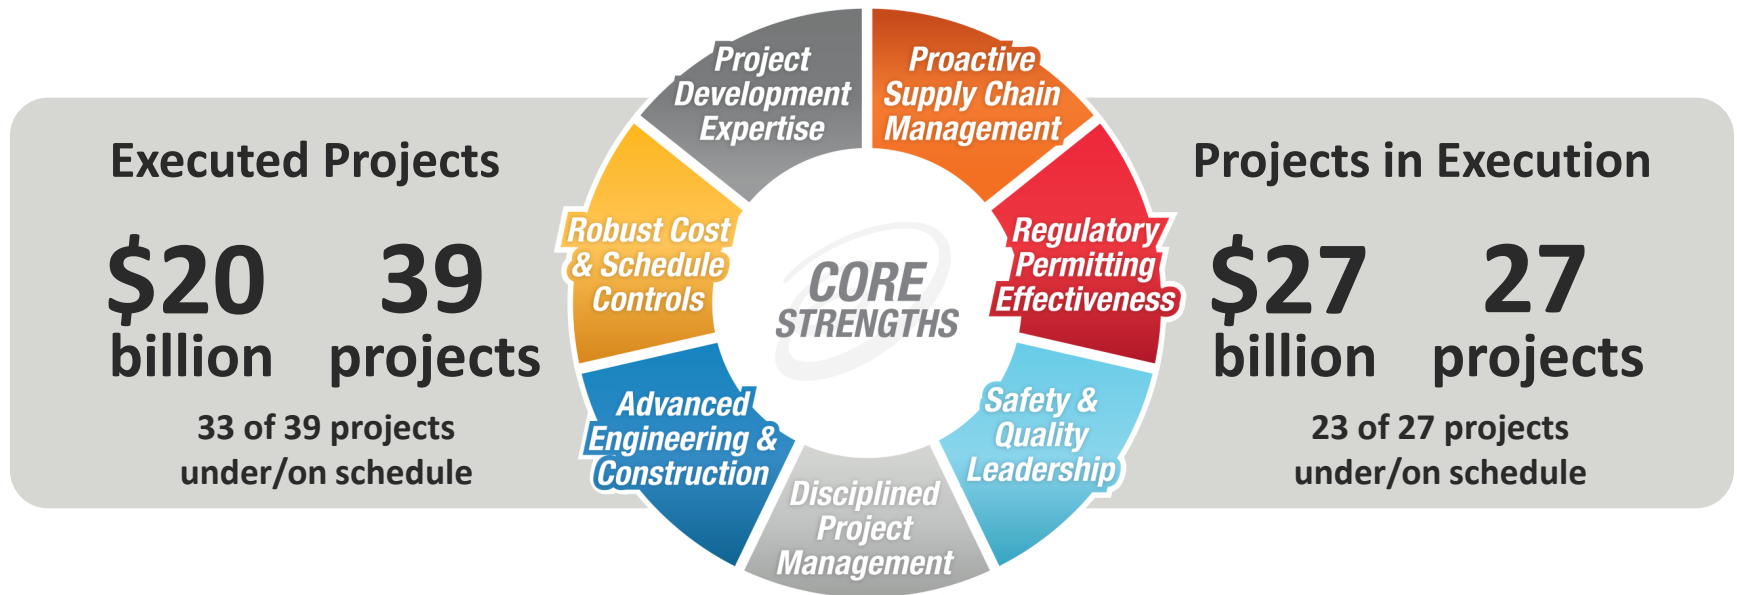 Executed Projects
$20
billion
39
projects
33 of 39 projects
under/on schedule
Project
Development
Expertise
Proactive
Supply Chain
Management
Regulatory
Permitting
Effectiveness
Safety &
Quality
Leadership
Disciplined
Project
Management
Advanced
Engineering &
Construction
Robust Cost
& Schedule
Controls
CORE
STRENGTHS
Projects in Execution
$27
billion
27
projects
23 of 27 projects
under/on schedule